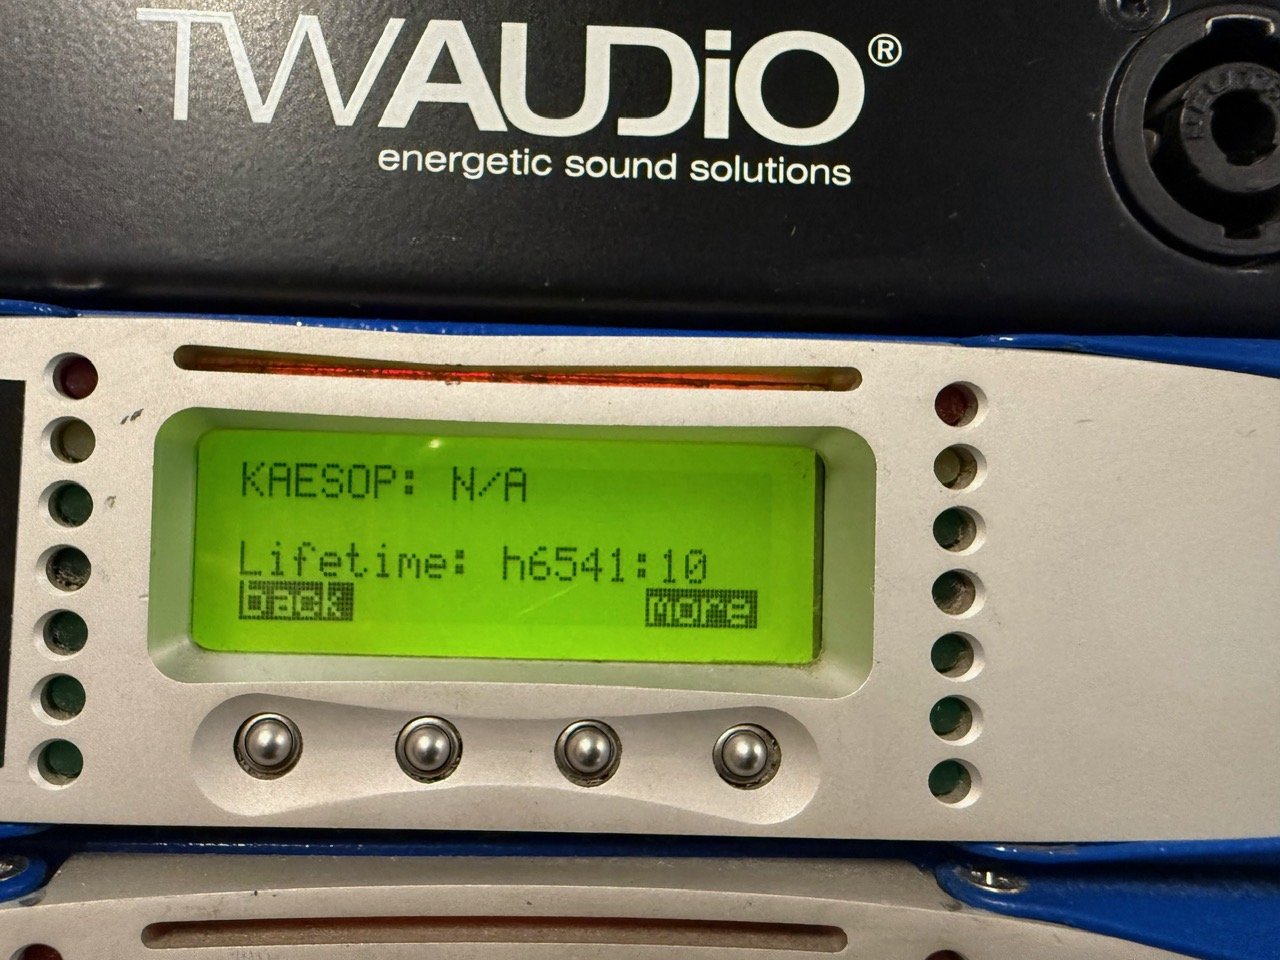 TWAUDiO®
energetic sound solutions
KAESOP: N/A
Lifetime: h6541:10
back more